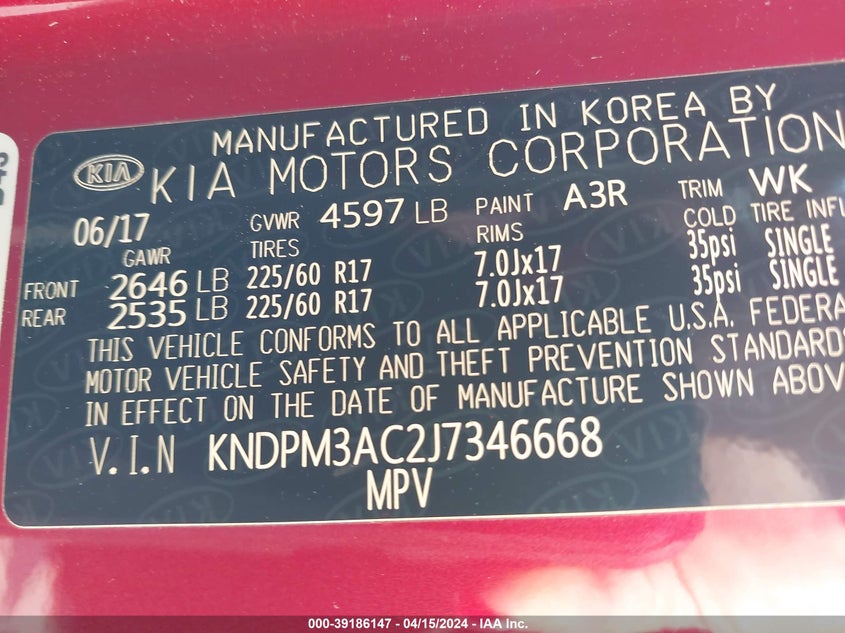 MANUFACTURED IN KOREA BY
KIA KIA MOTORS CORPORATION
06/17 GVWR 4597 LB PAINT A3R TRIM WK
GAWR TIRES RIMS COLD TIRE INFL
FRONT 2646 LB 225/60 R17 7.0Jx17 35psi SINGLE
REAR 2535 LB 225/60 R17 7.0Jx17 35psi SINGLE
THIS VEHICLE CONFORMS TO ALL APPLICABLE U.S.A. FEDERA
MOTOR VEHICLE SAFETY AND THEFT PREVENTION STANDARDS
IN EFFECT ON THE DATE OF MANUFACTURE SHOWN ABOV
V.I.N KNDPM3AC2J7346668
MPV
000-39186147 - 04/15/2024 - IAA Inc.